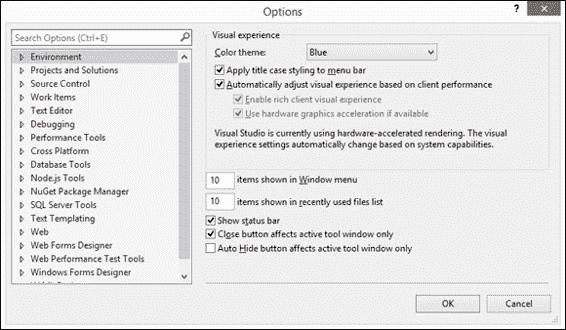 Options
?
Search Options (Ctrl+E)
Environment
Projects and Solutions
Source Control
Work Items
Text Editor
Debugging
Performance Tools
Cross Platform
Database Tools
Node.js Tools
NuGet Package Manager
SQL Server Tools
Text Templating
Web
Web Forms Designer
Web Performance Test Tools
Windows Forms Designer
Visual experience
Color theme: Blue
Apply title case styling to menu bar
Automatically adjust visual experience based on client performance
Enable rich client visual experience
Use hardware graphics acceleration if available
Visual Studio is currently using hardware-accelerated rendering. The visual
experience settings automatically change based on system capabilities.
10 items shown in Window menu
10 items shown in recently used files list
Show status bar
Close button affects active tool window only
Auto Hide button affects active tool window only
OK Cancel